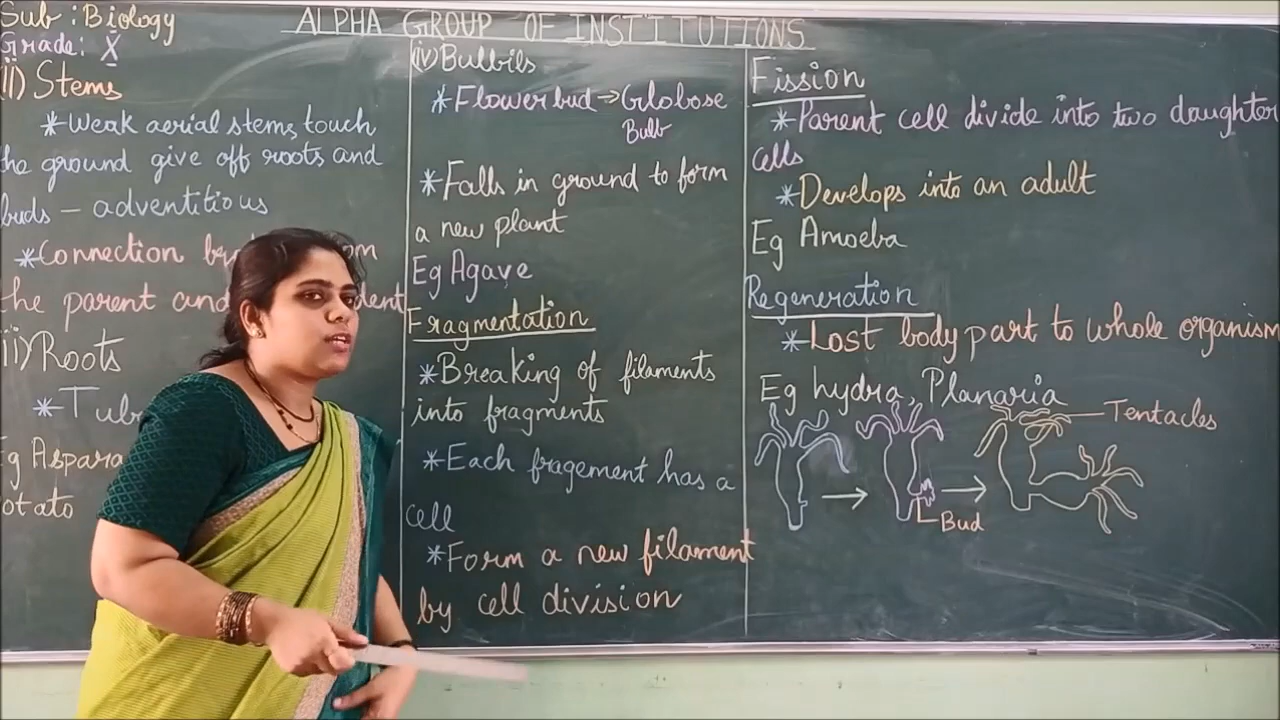 ALPHA GROUP OF INSTITUTIONS
Sub : Biology
Grade: X
ii) Stems
*Weak aerial stems touch
he ground give off roots and
buds – adventitious
*Connection
he parent and
ii) Roots
*Tub
Eg Aspara
otato
(iv) Bulbils
*Flower bud → Globose
Bulb
*Falls in ground to form
a new plant
Eg Agave
Fragmentation
*Breaking of filaments
into fragments
*Each fragement has a
cell
*Form a new filament
by cell division
Fission
*Parent cell divide into two daughter
cells
*Develops into an adult
Eg Amoeba
Regeneration
*Lost body part to whole organism
Eg hydra, Planaria
Tentacles
Bud